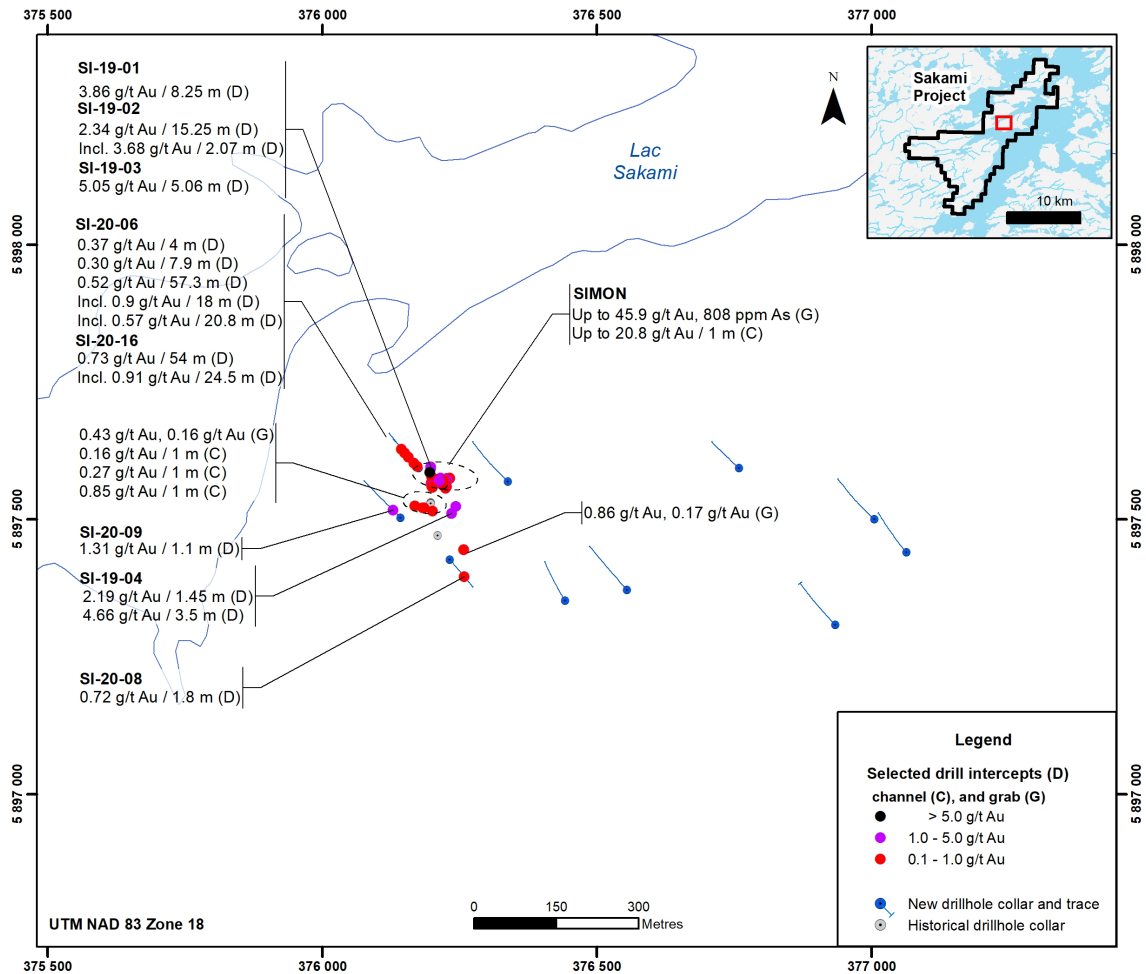 375 500
376 000
376 500
377 000
SI-19-01
3.86 g/t Au / 8.25 m (D)
SI-19-02
2.34 g/t Au / 15.25 m (D)
Incl. 3.68 g/t Au / 2.07 m (D)
SI-19-03
5.05 g/t Au / 5.06 m (D)
SI-20-06
0.37 g/t Au / 4 m (D)
0.30 g/t Au / 7.9 m (D)
0.52 g/t Au / 57.3 m (D)
Incl. 0.9 g/t Au / 18 m (D)
Incl. 0.57 g/t Au / 20.8 m (D)
SI-20-16
0.73 g/t Au / 54 m (D)
Incl. 0.91 g/t Au / 24.5 m (D)
0.43 g/t Au, 0.16 g/t Au (G)
0.16 g/t Au / 1 m (C)
0.27 g/t Au / 1 m (C)
0.85 g/t Au / 1 m (C)
SI-20-09
1.31 g/t Au / 1.1 m (D)
SI-19-04
2.19 g/t Au / 1.45 m (D)
4.66 g/t Au / 3.5 m (D)
SI-20-08
0.72 g/t Au / 1.8 m (D)
Lac
Sakami
N
Sakami
Project
10 km
SIMON
Up to 45.9 g/t Au, 808 ppm As (G)
Up to 20.8 g/t Au / 1 m (C)
0.86 g/t Au, 0.17 g/t Au (G)
5 898 000
5 897 500
5 897 000
5 898 000
5 897 500
5 897 000
Legend
Selected drill intercepts (D)
channel (C), and grab (G)
> 5.0 g/t Au
1.0 - 5.0 g/t Au
0.1 - 1.0 g/t Au
New drillhole collar and trace
Historical drillhole collar
UTM NAD 83 Zone 18
0 150 300
Metres
375 500
376 000
376 500
377 000